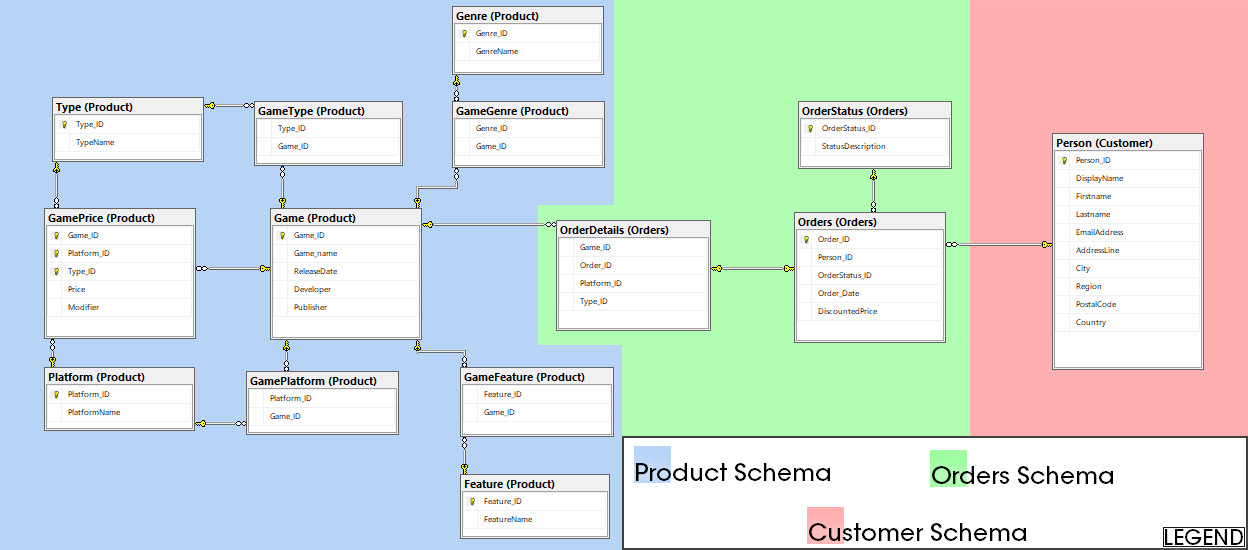 Genre (Product)
Genre_ID
GenreName
Type (Product)
Type_ID
TypeName
GameType (Product)
Type_ID
Game_ID
GameGenre (Product)
Genre_ID
Game_ID
OrderStatus (Orders)
OrderStatus_ID
StatusDescription
Person (Customer)
Person_ID
DisplayName
Firstname
Lastname
EmailAddress
AddressLine
City
Region
PostalCode
Country
GamePrice (Product)
Game_ID
Platform_ID
Type_ID
Price
Modifier
Game (Product)
Game_ID
Game_name
ReleaseDate
Developer
Publisher
OrderDetails (Orders)
Game_ID
Order_ID
Platform_ID
Type_ID
Orders (Orders)
Order_ID
Person_ID
OrderStatus_ID
Order_Date
DiscountedPrice
Platform (Product)
Platform_ID
PlatformName
GamePlatform (Product)
Platform_ID
Game_ID
GameFeature (Product)
Feature_ID
Game_ID
Feature (Product)
Feature_ID
FeatureName
Product Schema
Orders Schema
Customer Schema
LEGEND